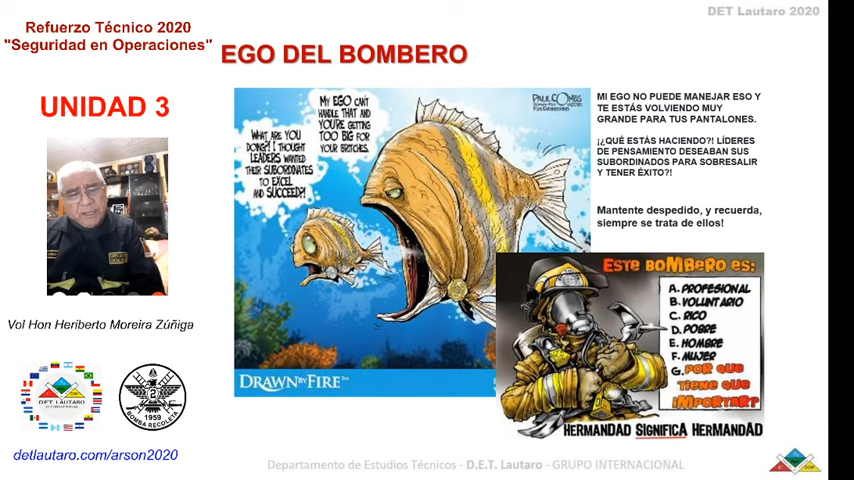 DET Lautaro 2020
Refuerzo Técnico 2020
"Seguridad en Operaciones"
EGO DEL BOMBERO
UNIDAD 3
WHAT ARE YOU
DOING?! I THOUGHT
LEADERS WANTED
THEIR SUBORDINATES
TO EXCEL
AND SUCCEED?!
MY EGO CAN'T
HANDLE THAT AND
YOU'RE GETTING
TOO BIG FOR
YOUR BRITCHES.
PAUL COMBS
MI EGO NO PUEDE MANEJAR ESO Y
TE ESTÁS VOLVIENDO MUY
GRANDE PARA TUS PANTALONES.
¡¿QUÉ ESTÁS HACIENDO?! LÍDERES
DE PENSAMIENTO DESEABAN SUS
SUBORDINADOS PARA SOBRESALIR
Y TENER ÉXITO?!
Mantente despedido, y recuerda,
siempre se trata de ellos!
DRAWN BY FIRE
ESTE BOMBERO ES:
A. PROFESIONAL
B. VOLUNTARIO
C. RICO
D. POBRE
E. HOMBRE
F. MUJER
G. POR QUE
TIENE QUE
IMPORTAR?
HERMANDAD SIGNIFICA HERMANDAD
Vol Hon Heriberto Moreira Zúñiga
D.E.T. LAUTARO
2
1959
BOMBA RECOLETA
detlautaro.com/arson2020
Departamento de Estudios Técnicos - D.E.T. Lautaro - GRUPO INTERNACIONAL